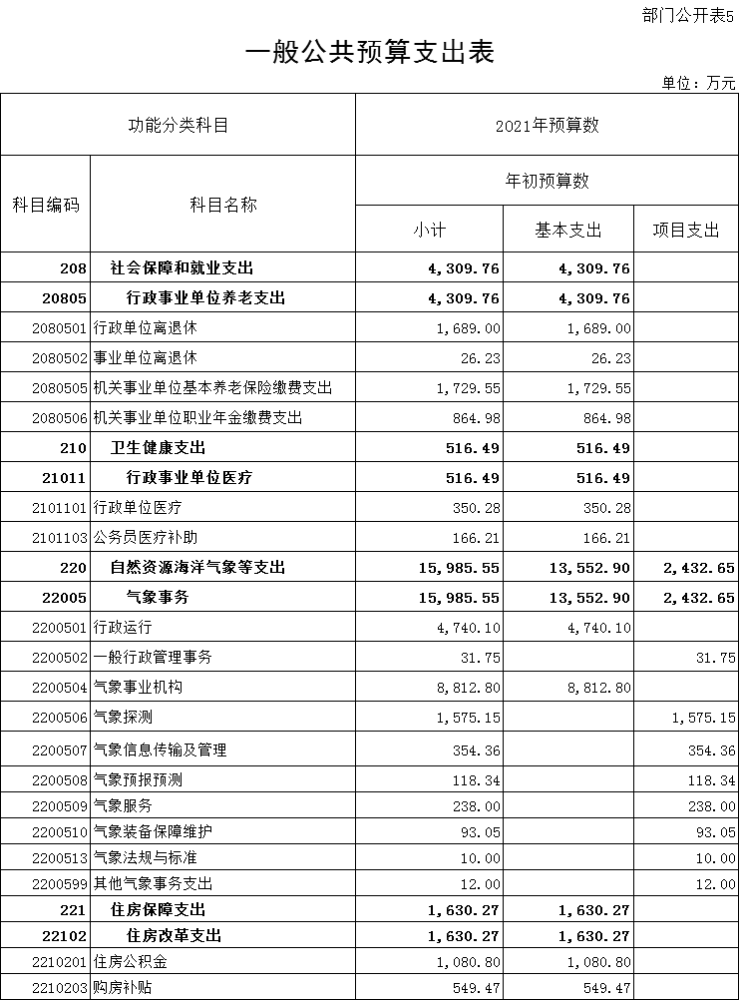 部门公开表5
一般公共预算支出表
单位：万元
功能分类科目 2021年预算数
科目编码 科目名称 年初预算数
小计 基本支出 项目支出
208 社会保障和就业支出 4,309.76 4,309.76
20805 行政事业单位养老支出 4,309.76 4,309.76
2080501 行政单位离退休 1,689.00 1,689.00
2080502 事业单位离退休 26.23 26.23
2080505 机关事业单位基本养老保险缴费支出 1,729.55 1,729.55
2080506 机关事业单位职业年金缴费支出 864.98 864.98
210 卫生健康支出 516.49 516.49
21011 行政事业单位医疗 516.49 516.49
2101101 行政单位医疗 350.28 350.28
2101103 公务员医疗补助 166.21 166.21
220 自然资源海洋气象等支出 15,985.55 13,552.90 2,432.65
22005 气象事务 15,985.55 13,552.90 2,432.65
2200501 行政运行 4,740.10 4,740.10
2200502 一般行政管理事务 31.75 31.75
2200504 气象事业机构 8,812.80 8,812.80
2200506 气象探测 1,575.15 1,575.15
2200507 气象信息传输及管理 354.36 354.36
2200508 气象预报预测 118.34 118.34
2200509 气象服务 238.00 238.00
2200510 气象装备保障维护 93.05 93.05
2200513 气象法规与标准 10.00 10.00
2200599 其他气象事务支出 12.00 12.00
221 住房保障支出 1,630.27 1,630.27
22102 住房改革支出 1,630.27 1,630.27
2210201 住房公积金 1,080.80 1,080.80
2210203 购房补贴 549.47 549.47